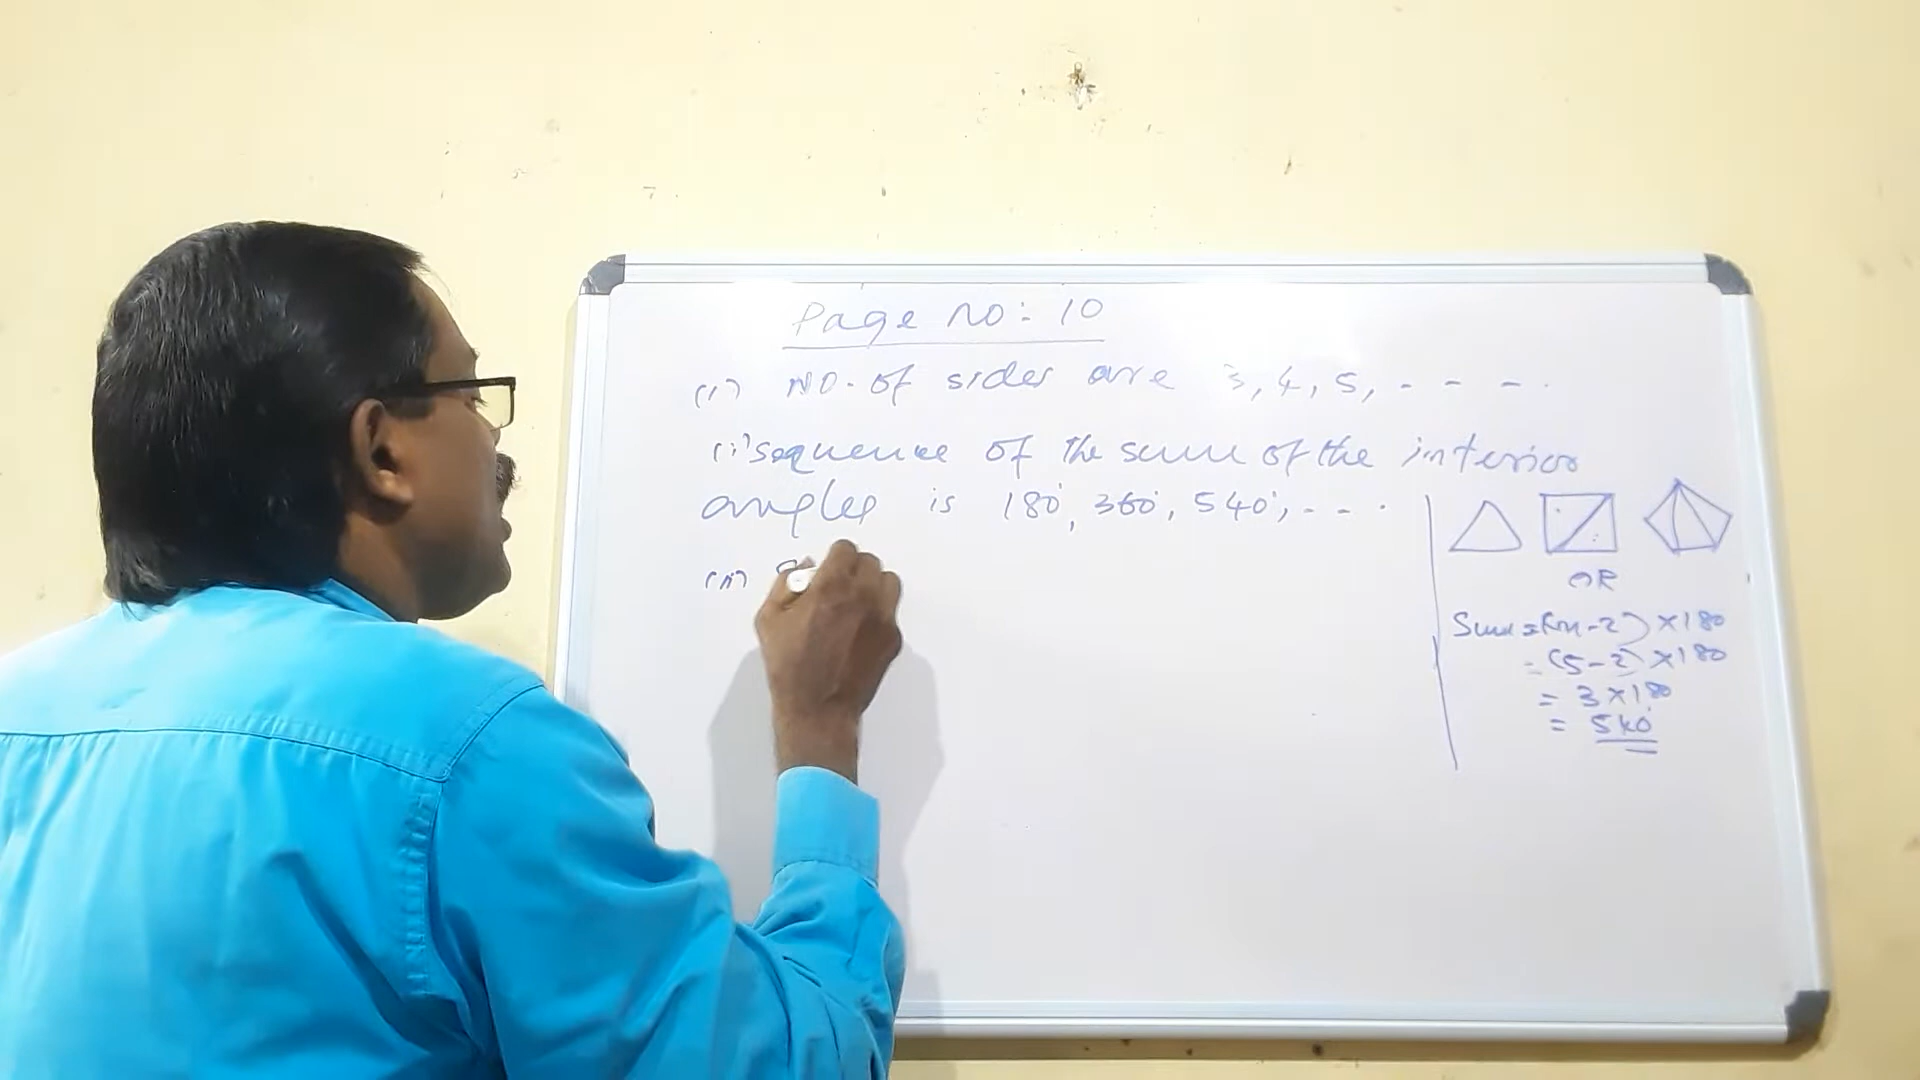 Page No: 10
(i) No. of sides are 3, 4, 5, - - - .
(ii) sequence of the sum of the interior
angles is 180°, 360°, 540°, - - - .
(iii)
OR
Sum = (n-2) × 180
= (5-2) × 180
= 3 × 180
= 540°